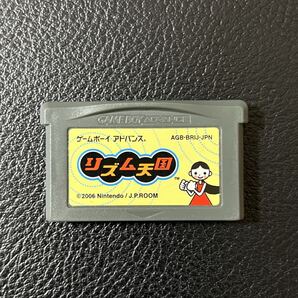 GAME BOY ADVANCE
ゲームボーイアドバンス AGB-BRIJ-JPN
リズム天国 ™
©2006 Nintendo / J.P.ROOM